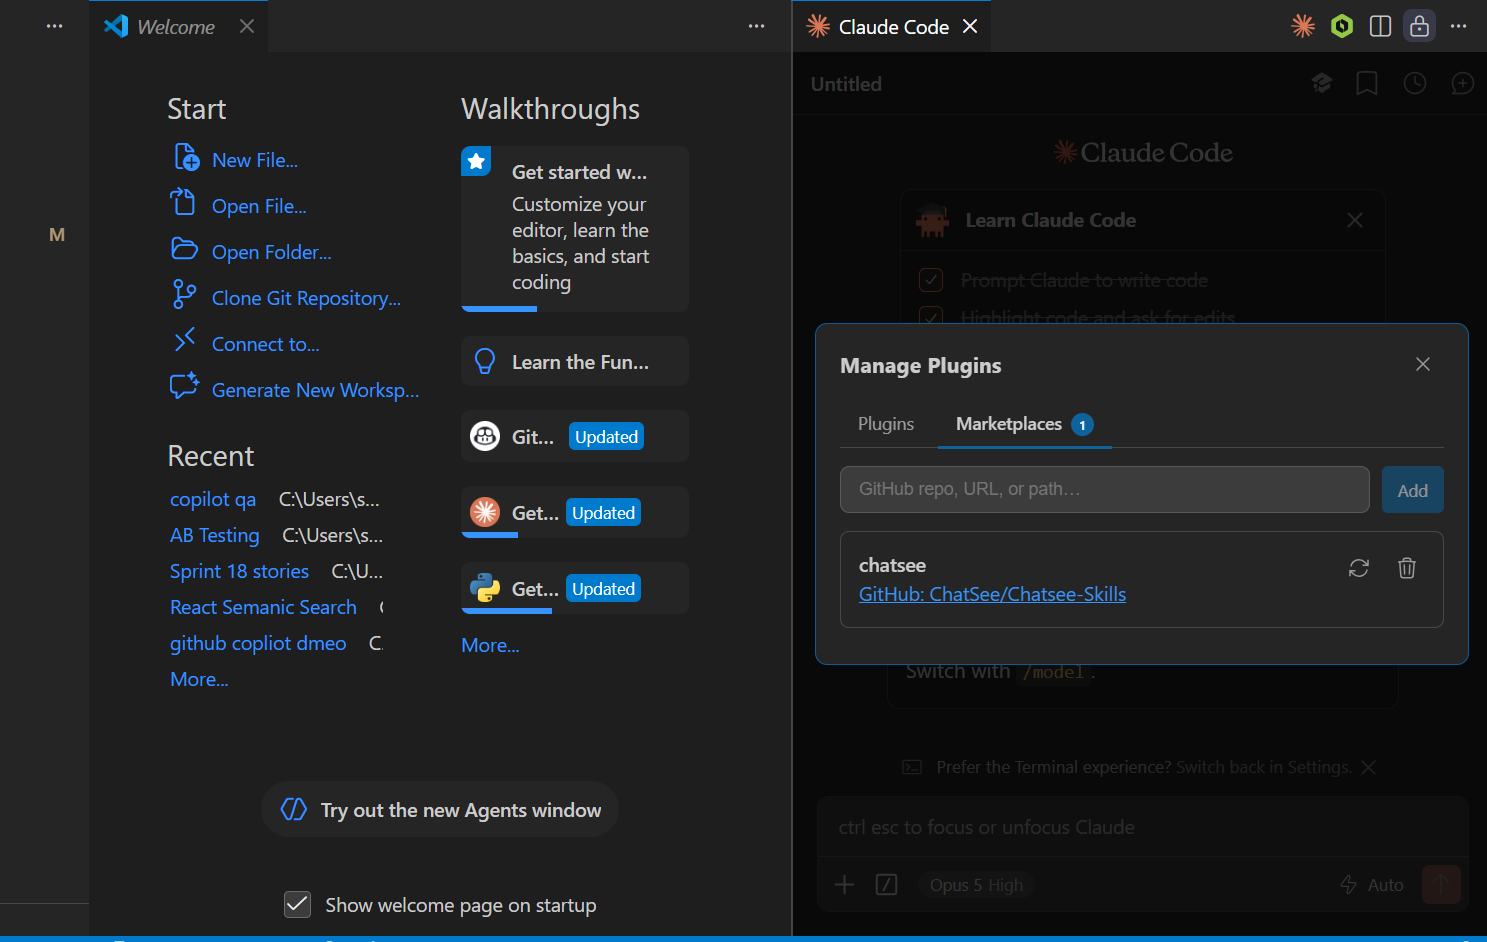 Welcome
Claude Code
Untitled
Start
New File...
Open File...
Open Folder...
Clone Git Repository...
Connect to...
Generate New Worksp...
M
Recent
copilot qa C:\Users\s...
AB Testing C:\Users\s...
Sprint 18 stories C:\U...
React Semantic Search
github copliot dmeo C:
More...
Walkthroughs
Get started w...
Customize your
editor, learn the
basics, and start
coding
Learn the Fun...
Git... Updated
Get... Updated
Get... Updated
More...
Try out the new Agents window
Show welcome page on startup
Claude Code
Learn Claude Code
Prompt Claude to write code
Highlight code and ask for edits
Manage Plugins
Plugins
Marketplaces 1
GitHub repo, URL, or path…
Add
chatsee
GitHub: ChatSee/Chatsee-Skills
Switch with /model.
Prefer the Terminal experience? Switch back in Settings.
ctrl esc to focus or unfocus Claude
Opus 5 High
Auto